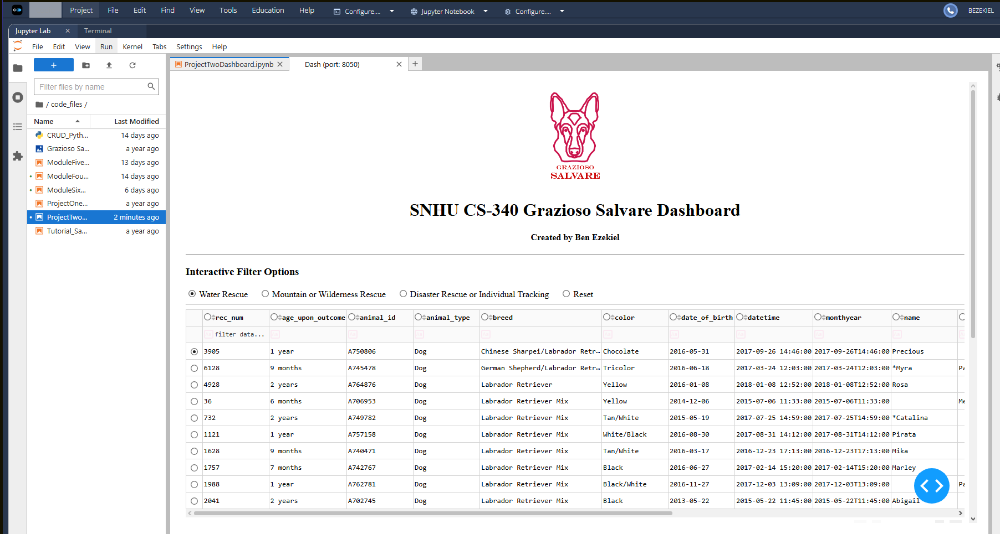 Project File Edit Find View Tools Education Help Configure.... Jupyter Notebook Configure.... BEZEKIEL
Jupyter Lab Terminal
File Edit View Run Kernel Tabs Settings Help
ProjectTwoDashboard.ipynb Dash (port: 8050)
Filter files by name
/ code_files /
Name Last Modified
CRUD_Pyth... 14 days ago
Grazioso Sa... a year ago
ModuleFive... 13 days ago
ModuleFou... 14 days ago
ModuleSix... 6 days ago
ProjectOne... a year ago
ProjectTwo... 2 minutes ago
Tutorial_Sa... a year ago
GRAZIOSO
SALVARE
SNHU CS-340 Grazioso Salvare Dashboard
Created by Ben Ezekiel
Interactive Filter Options
Water Rescue Mountain or Wilderness Rescue Disaster Rescue or Individual Tracking Reset
rec_num age_upon_outcome animal_id animal_type breed color date_of_birth datetime monthyear name
filter data...
3905 1 year A750806 Dog Chinese Sharpei/Labrador Retr… Chocolate 2016-05-31 2017-09-26 14:46:00 2017-09-26T14:46:00 Precious
6128 9 months A745478 Dog German Shepherd/Labrador Retr… Tricolor 2016-06-18 2017-03-24 12:03:00 2017-03-24T12:03:00 *Myra
4928 2 years A764876 Dog Labrador Retriever Yellow 2016-01-08 2018-01-08 12:52:00 2018-01-08T12:52:00 Rosa
36 6 months A706953 Dog Labrador Retriever Mix Yellow 2014-12-06 2015-07-06 11:33:00 2015-07-06T11:33:00
732 2 years A749782 Dog Labrador Retriever Mix Tan/White 2015-05-19 2017-07-25 14:59:00 2017-07-25T14:59:00 *Catalina
1121 1 year A757158 Dog Labrador Retriever Mix White/Black 2016-08-30 2017-08-31 14:12:00 2017-08-31T14:12:00 Pirata
1628 9 months A740471 Dog Labrador Retriever Mix Tan/White 2016-03-17 2016-12-23 17:13:00 2016-12-23T17:13:00 Mika
1757 7 months A742767 Dog Labrador Retriever Mix Black 2016-06-27 2017-02-14 15:20:00 2017-02-14T15:20:00 Marley
1988 1 year A762781 Dog Labrador Retriever Mix Black/White 2016-11-27 2017-12-03 13:09:00 2017-12-03T13:09:00
2041 2 years A702745 Dog Labrador Retriever Mix Black 2013-05-22 2015-05-22 11:45:00 2015-05-22T11:45:00 Abigail